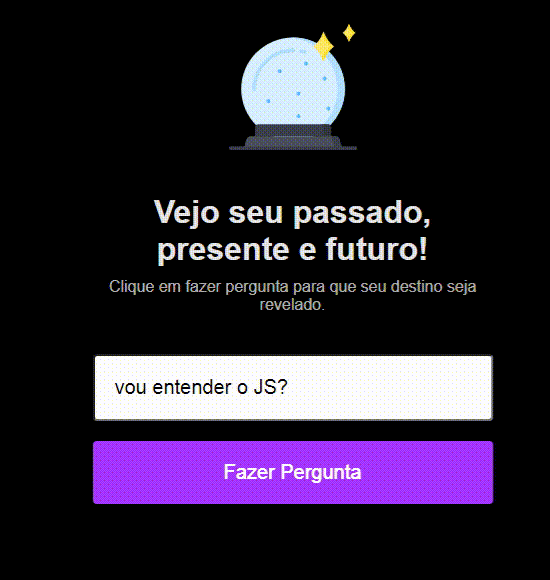 Vejo seu passado,
presente e futuro!
Clique em fazer pergunta para que seu destino seja
revelado.
vou entender o JS?
Fazer Pergunta